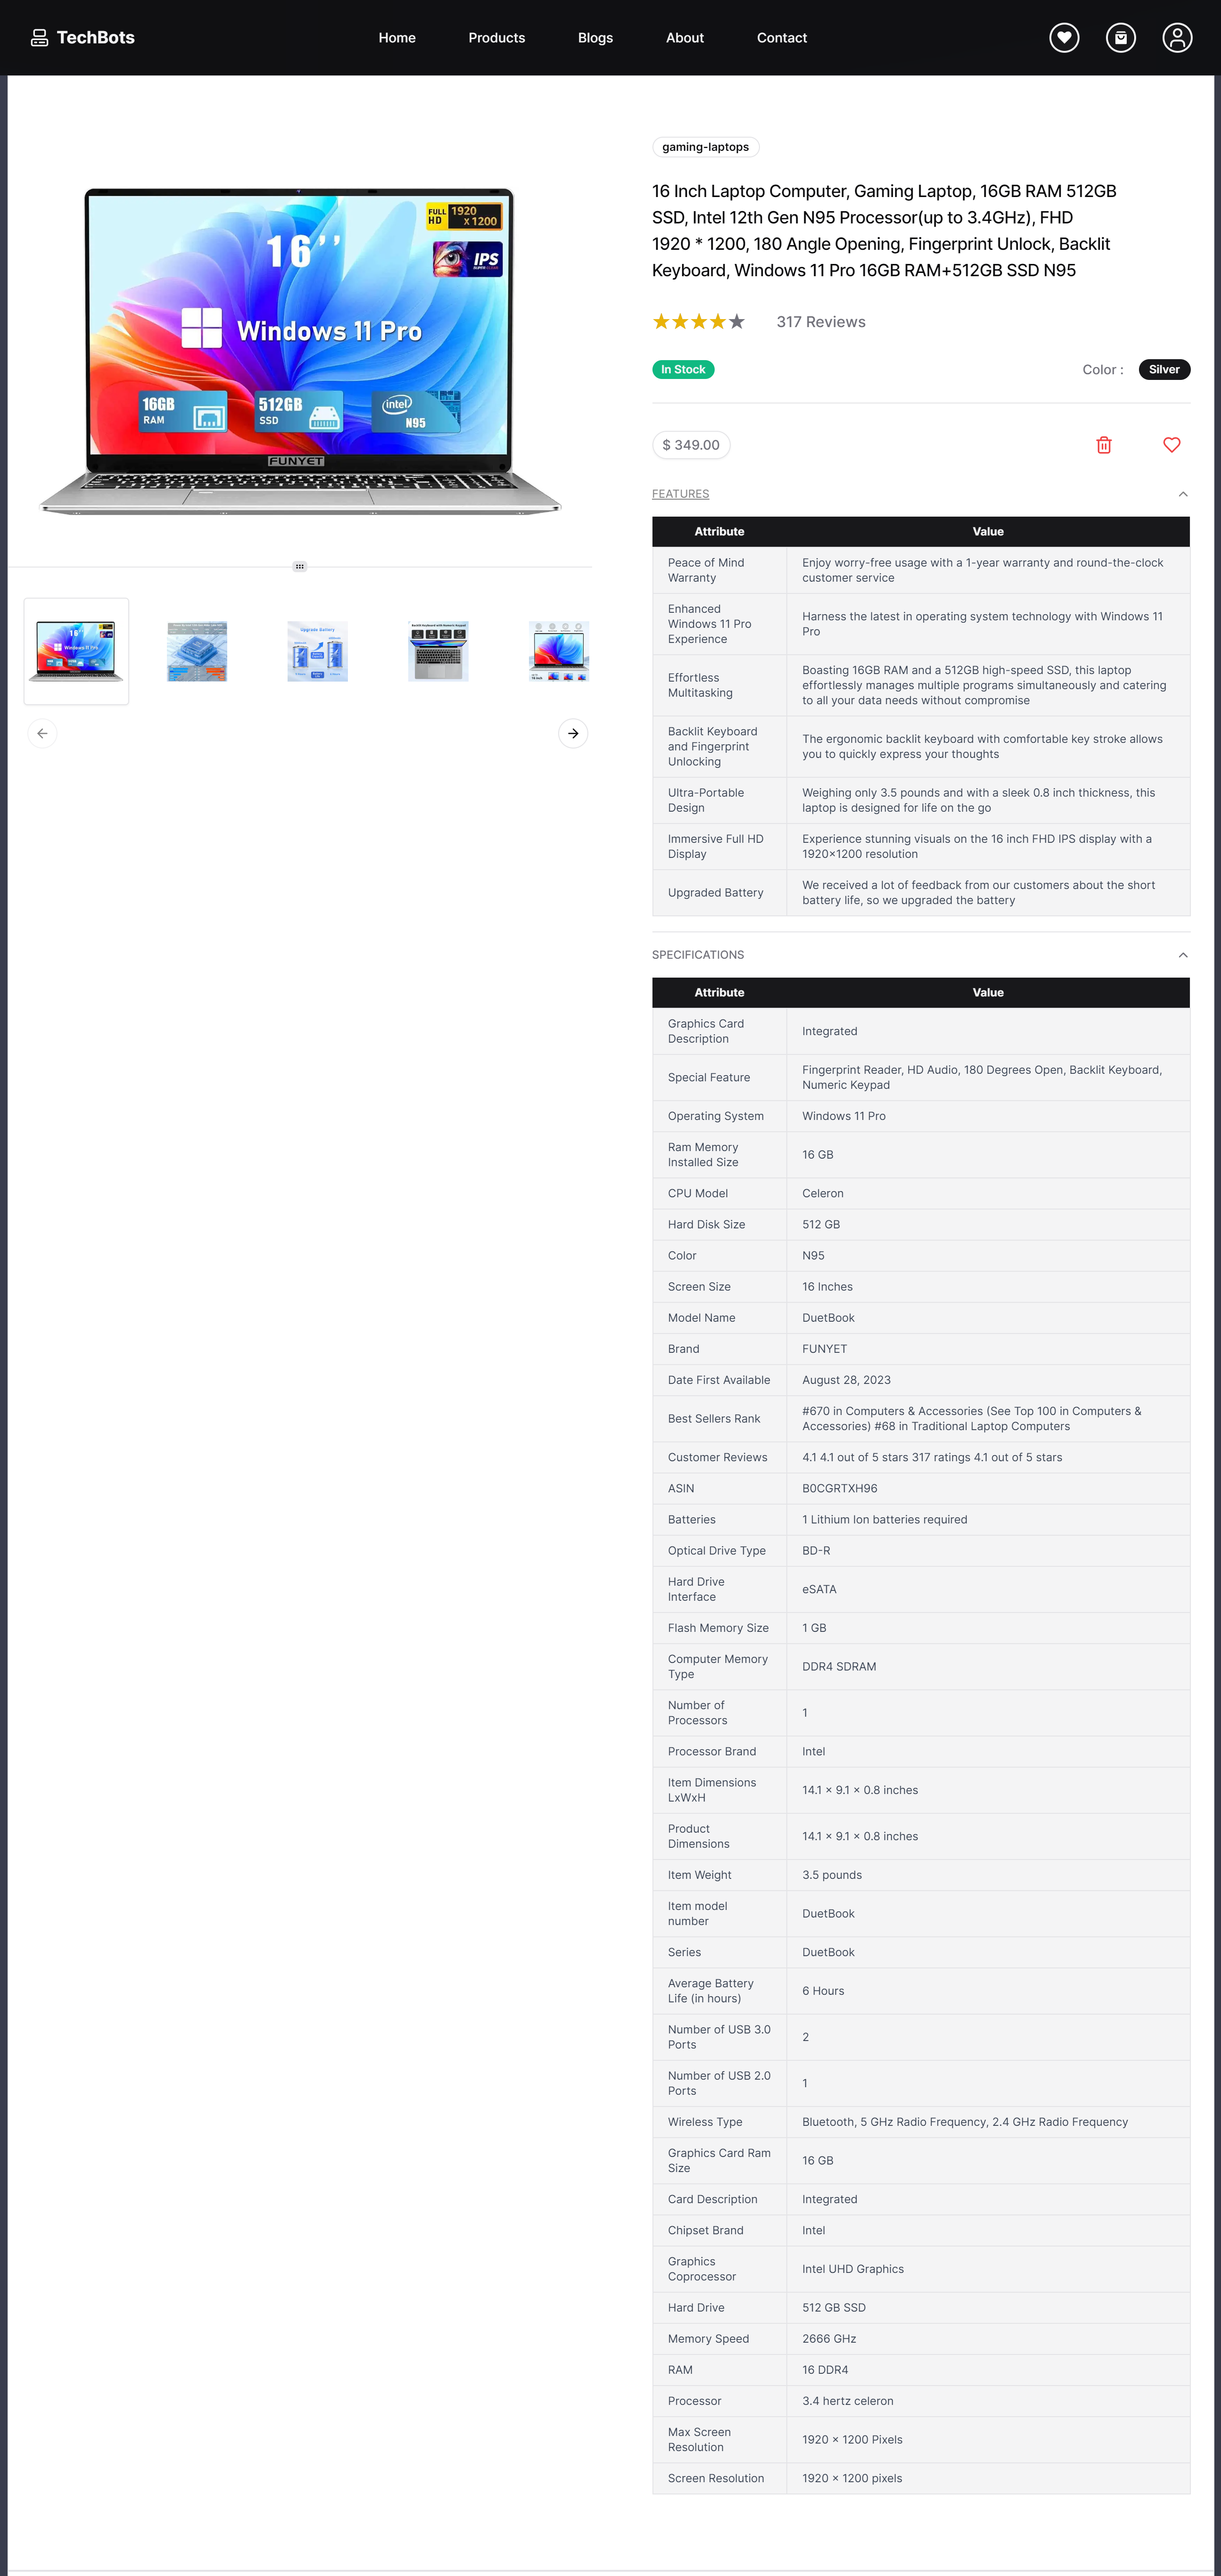 TechBots
Home
Products
Blogs
About
Contact
gaming-laptops
16 Inch Laptop Computer, Gaming Laptop, 16GB RAM 512GB
SSD, Intel 12th Gen N95 Processor(up to 3.4GHz), FHD
1920 * 1200, 180 Angle Opening, Fingerprint Unlock, Backlit
Keyboard, Windows 11 Pro 16GB RAM+512GB SSD N95
317 Reviews
In Stock
Color :
Silver
$ 349.00
FULL HD 1920 x 1200
16''
IPS
Windows 11 Pro
16GB RAM
512GB SSD
intel N95
FUNYET
Upgrade Battery
Backlit Keyboard with Numeric Keypad
FEATURES
Attribute Value
Peace of Mind
Warranty
Enjoy worry-free usage with a 1-year warranty and round-the-clock
customer service
Enhanced
Windows 11 Pro
Experience
Harness the latest in operating system technology with Windows 11
Pro
Effortless
Multitasking
Boasting 16GB RAM and a 512GB high-speed SSD, this laptop
effortlessly manages multiple programs simultaneously and catering
to all your data needs without compromise
Backlit Keyboard
and Fingerprint
Unlocking
The ergonomic backlit keyboard with comfortable key stroke allows
you to quickly express your thoughts
Ultra-Portable
Design
Weighing only 3.5 pounds and with a sleek 0.8 inch thickness, this
laptop is designed for life on the go
Immersive Full HD
Display
Experience stunning visuals on the 16 inch FHD IPS display with a
1920×1200 resolution
Upgraded Battery
We received a lot of feedback from our customers about the short
battery life, so we upgraded the battery
SPECIFICATIONS
Attribute Value
Graphics Card
Description
Integrated
Special Feature
Fingerprint Reader, HD Audio, 180 Degrees Open, Backlit Keyboard,
Numeric Keypad
Operating System Windows 11 Pro
Ram Memory
Installed Size
16 GB
CPU Model Celeron
Hard Disk Size 512 GB
Color N95
Screen Size 16 Inches
Model Name DuetBook
Brand FUNYET
Date First Available August 28, 2023
Best Sellers Rank
#670 in Computers & Accessories (See Top 100 in Computers &
Accessories) #68 in Traditional Laptop Computers
Customer Reviews 4.1 4.1 out of 5 stars 317 ratings 4.1 out of 5 stars
ASIN B0CGRTXH96
Batteries 1 Lithium Ion batteries required
Optical Drive Type BD-R
Hard Drive
Interface
eSATA
Flash Memory Size 1 GB
Computer Memory
Type
DDR4 SDRAM
Number of
Processors
1
Processor Brand Intel
Item Dimensions
LxWxH
14.1 × 9.1 × 0.8 inches
Product
Dimensions
14.1 × 9.1 × 0.8 inches
Item Weight 3.5 pounds
Item model
number
DuetBook
Series DuetBook
Average Battery
Life (in hours)
6 Hours
Number of USB 3.0
Ports
2
Number of USB 2.0
Ports
1
Wireless Type Bluetooth, 5 GHz Radio Frequency, 2.4 GHz Radio Frequency
Graphics Card Ram
Size
16 GB
Card Description Integrated
Chipset Brand Intel
Graphics
Coprocessor
Intel UHD Graphics
Hard Drive 512 GB SSD
Memory Speed 2666 GHz
RAM 16 DDR4
Processor 3.4 hertz celeron
Max Screen
Resolution
1920 × 1200 Pixels
Screen Resolution 1920 × 1200 pixels